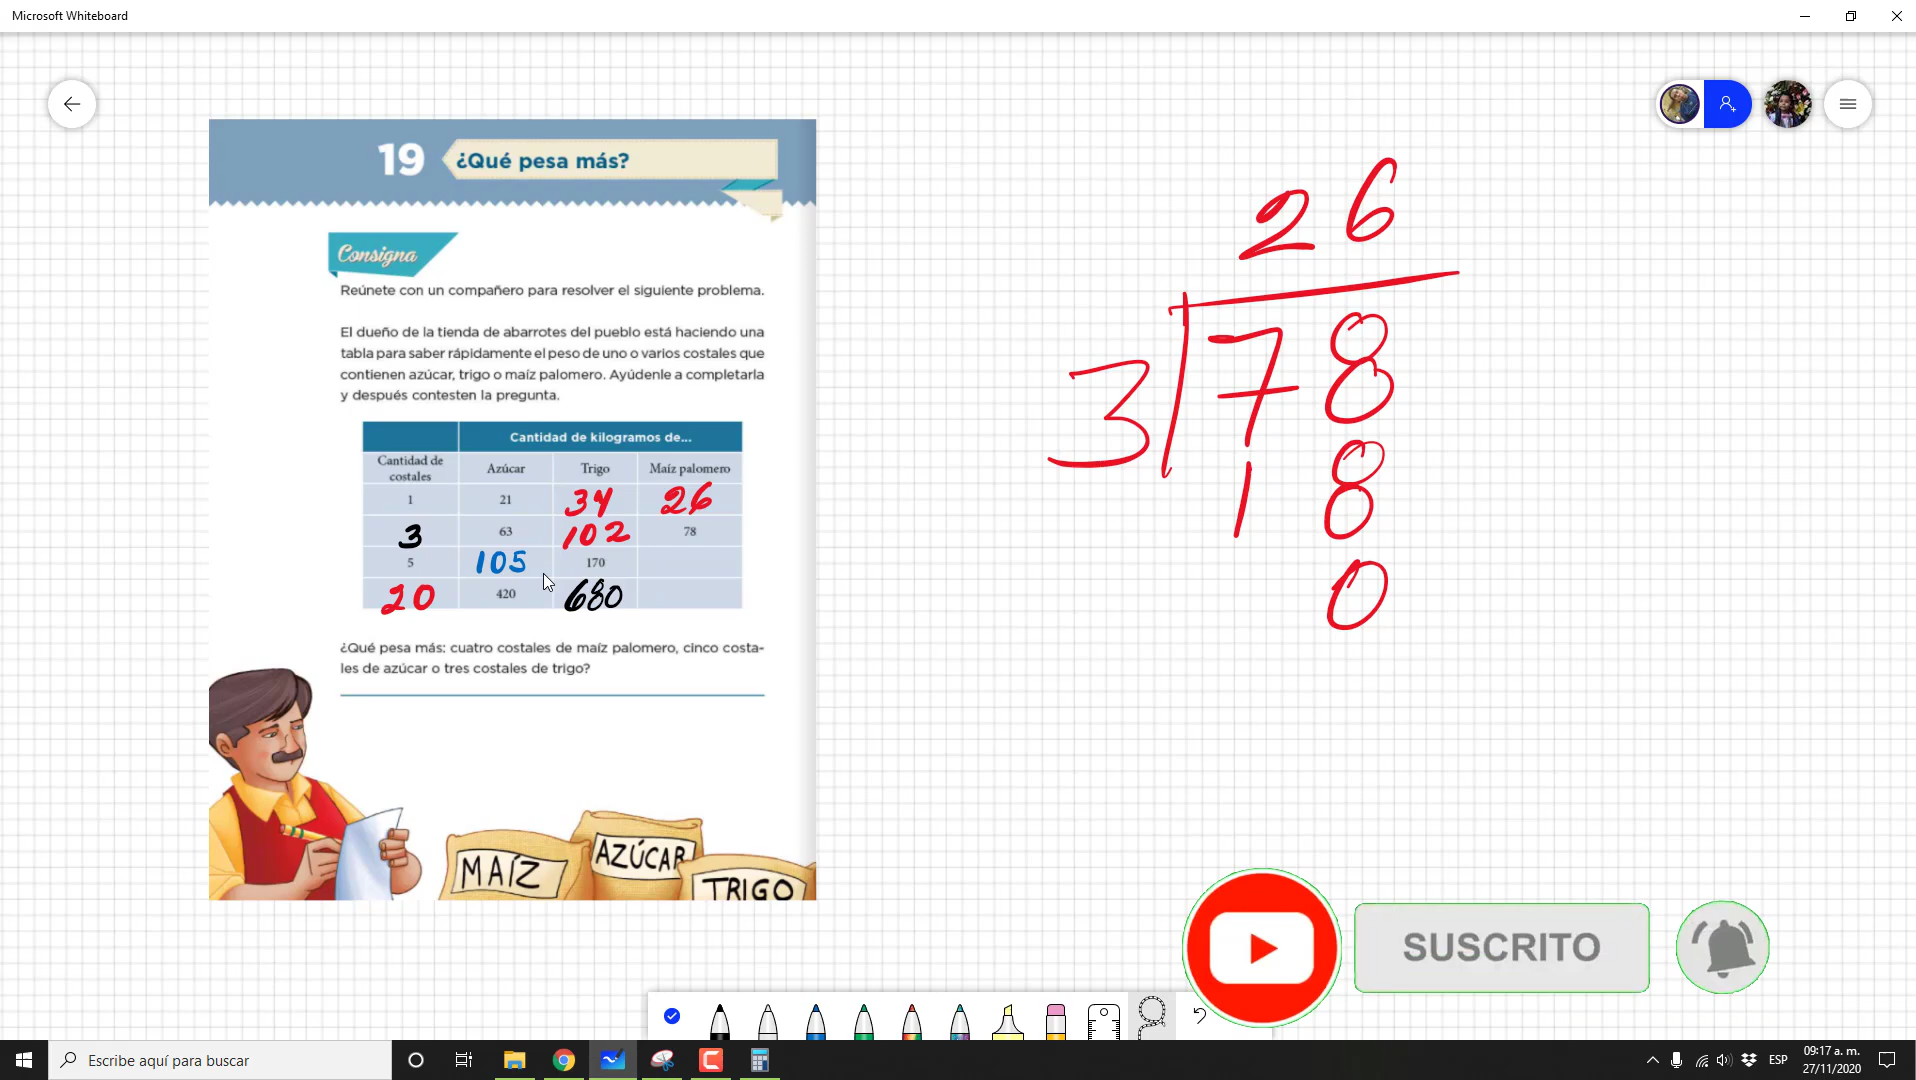 Microsoft Whiteboard
19 ¿Qué pesa más?
Consigna
Reúnete con un compañero para resolver el siguiente problema.
El dueño de la tienda de abarrotes del pueblo está haciendo una
tabla para saber rápidamente el peso de uno o varios costales que
contienen azúcar, trigo o maíz palomero. Ayúdenle a completarla
y después contesten la pregunta.
Cantidad de kilogramos de...
Cantidad de costales Azúcar Trigo Maíz palomero
1 21 34 26
3 63 102 78
5 105 170
20 420 680
¿Qué pesa más: cuatro costales de maíz palomero, cinco costa-
les de azúcar o tres costales de trigo?
MAÍZ
AZÚCAR
TRIGO
26
3 78
18
0
SUSCRITO
Escribe aquí para buscar
ESP
09:17 a. m.
27/11/2020